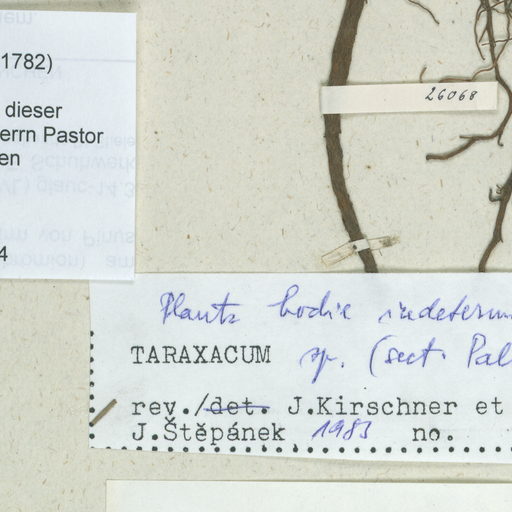 1782)
dieser
errn Pastor
en
4
26068
Planta hodie indeterm
TARAXACUM sp. (sect. Pal
rev./det. J.Kirschner et
J.Štěpánek 1983 no.